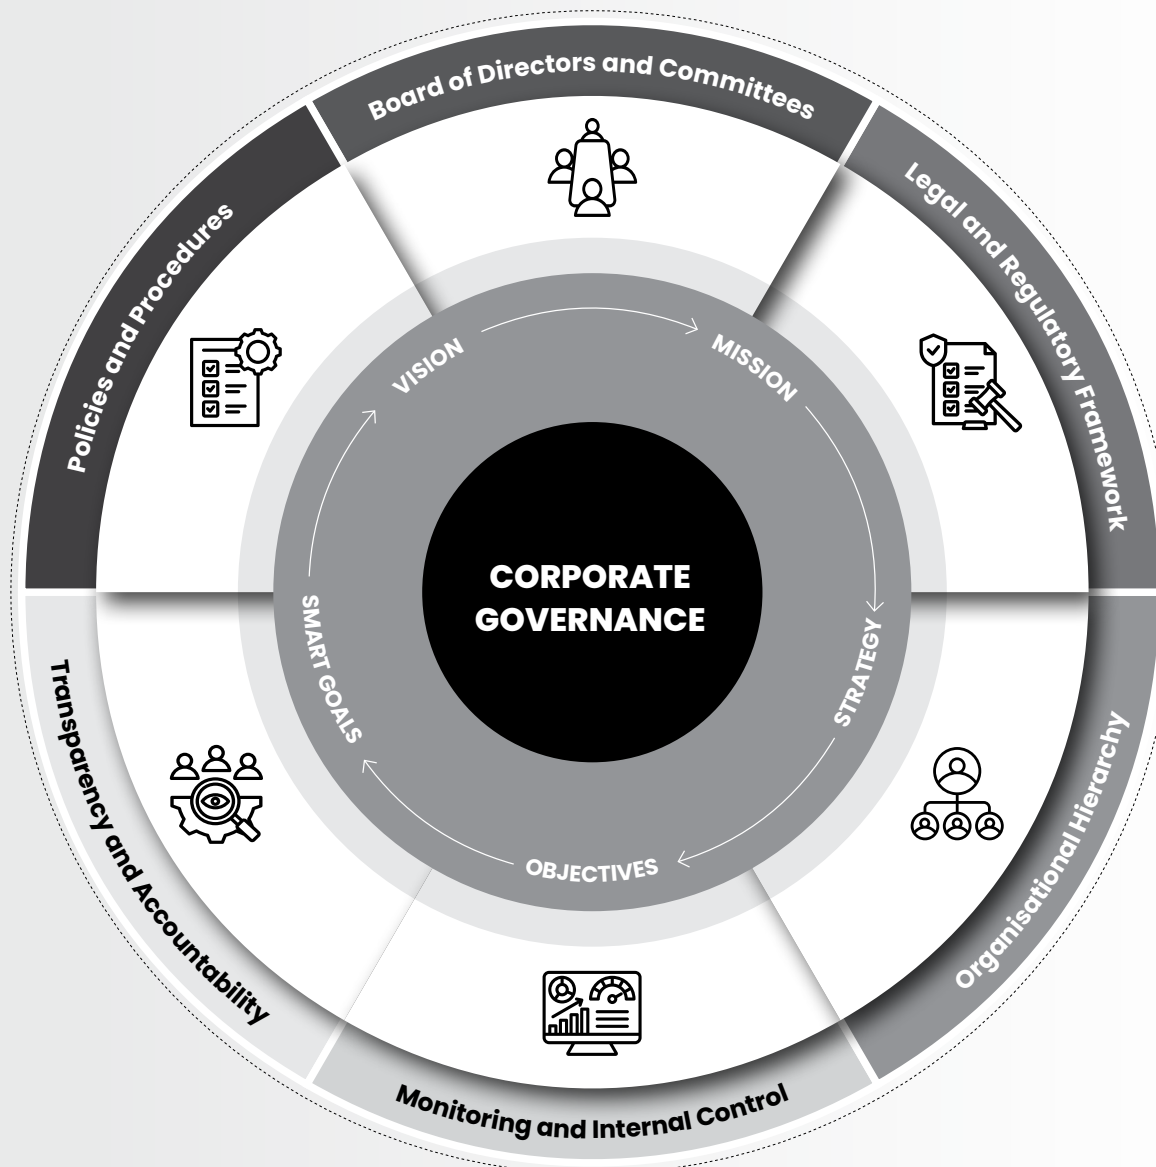 Board of Directors and Committees
Legal and Regulatory Framework
Organisational Hierarchy
Monitoring and Internal Control
Transparency and Accountability
Policies and Procedures
VISION
MISSION
STRATEGY
OBJECTIVES
SMART GOALS
CORPORATE
GOVERNANCE